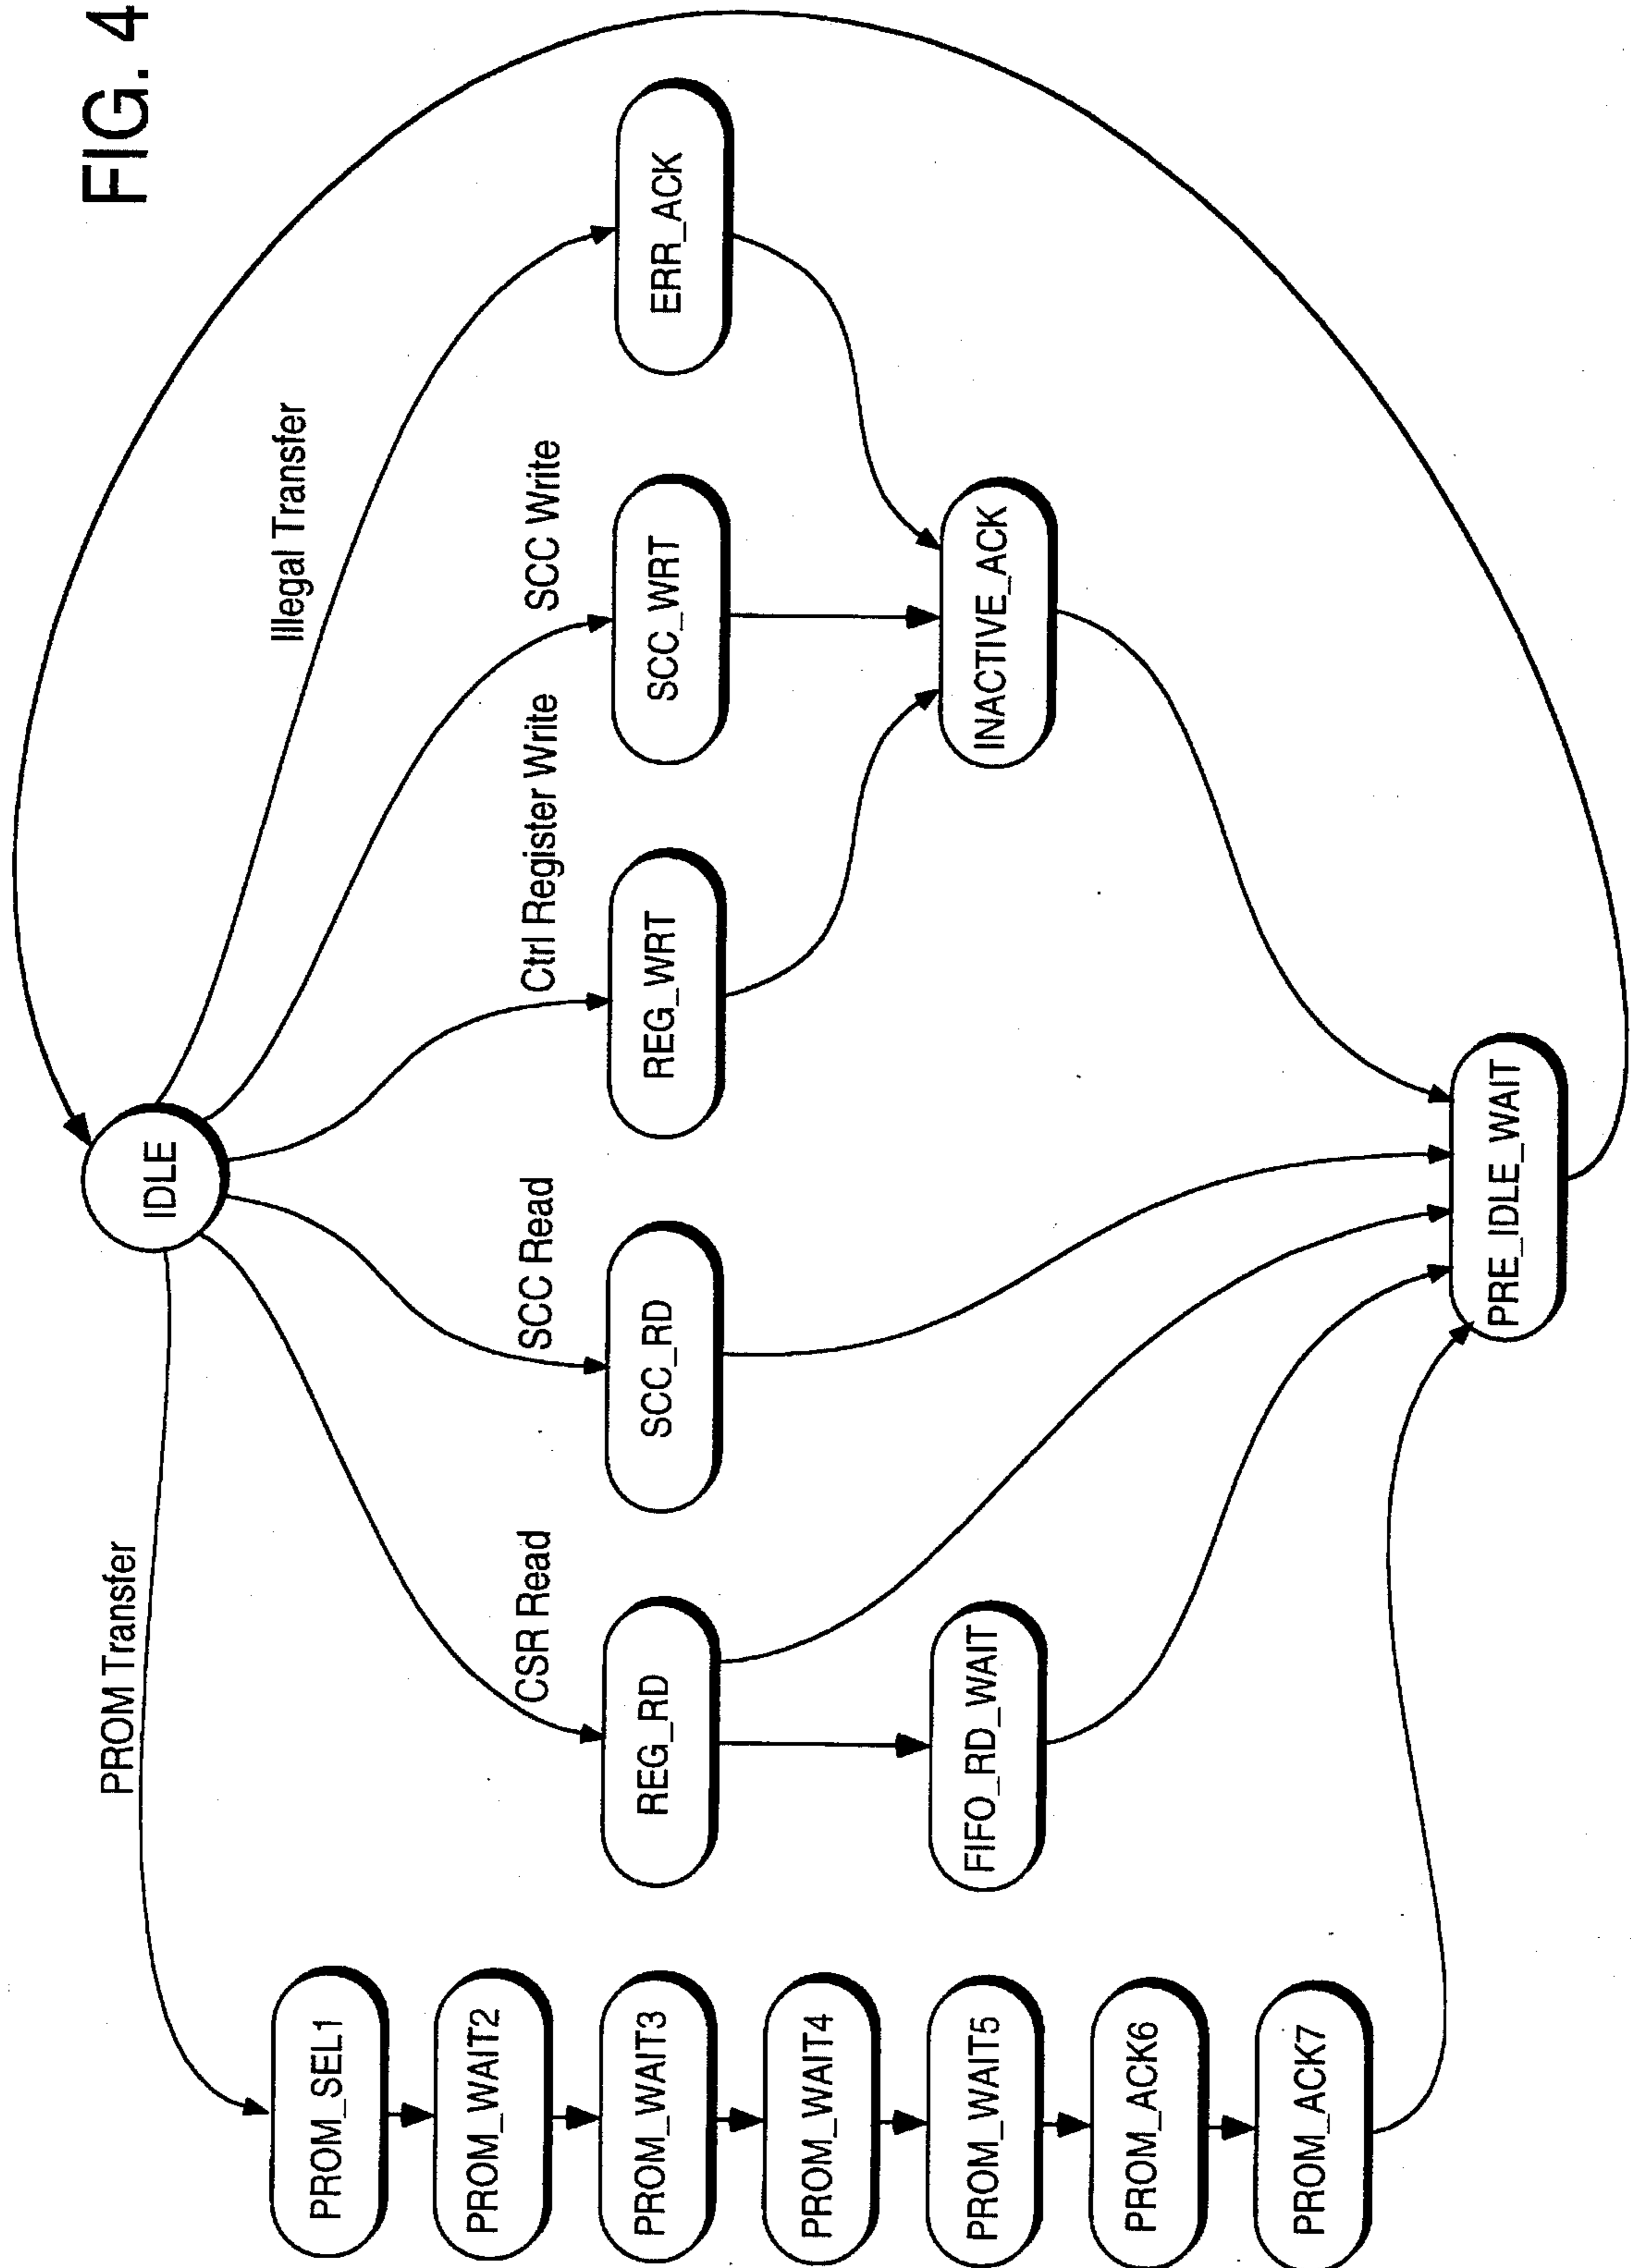 FIG. 4
IDLE
PROM Transfer
Illegal Transfer
CSR Read
SCC Read
Ctrl Register Write
SCC Write
PROM_SEL1
PROM_WAIT2
PROM_WAIT3
PROM_WAIT4
PROM_WAIT5
PROM_ACK6
PROM_ACK7
REG_RD
SCC_RD
REG_WRT
SCC_WRT
ERR_ACK
FIFO_RD_WAIT
INACTIVE_ACK
PRE_IDLE_WAIT